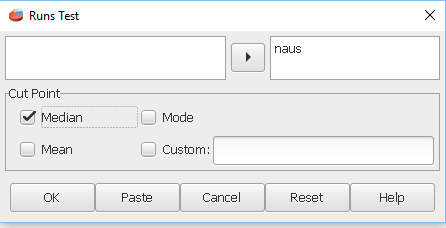 Runs Test
naus
Cut Point
Median Mode
Mean Custom:
OK Paste Cancel Reset Help